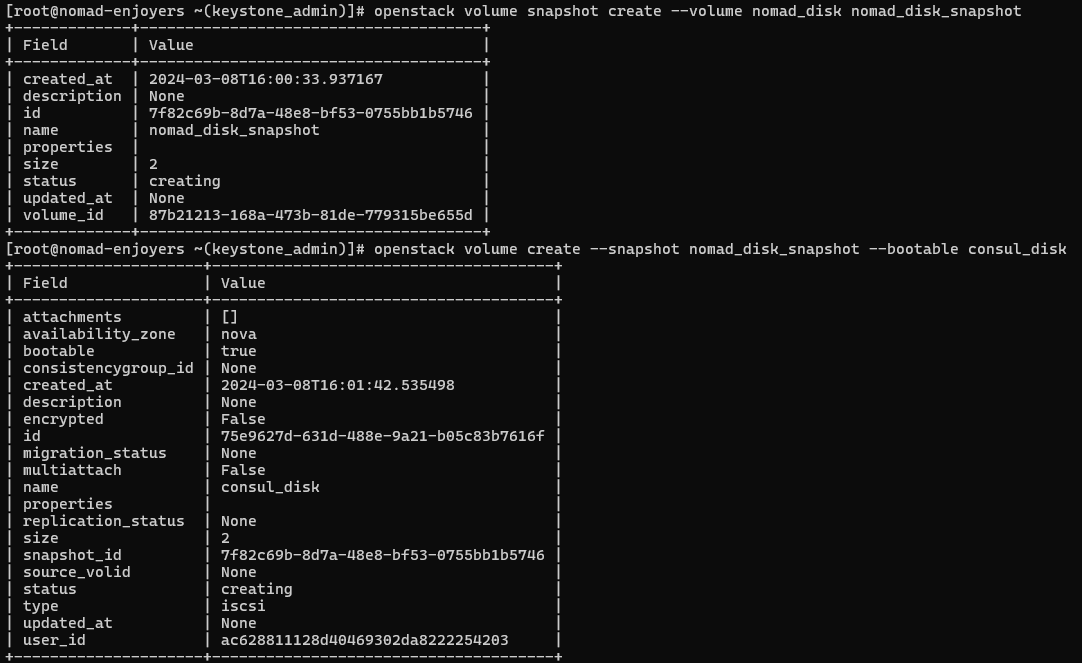 [root@nomad-enjoyers ~(keystone_admin)]# openstack volume snapshot create --volume nomad_disk nomad_disk_snapshot
+-------------+--------------------------------------+
| Field       | Value                                |
+-------------+--------------------------------------+
| created_at  | 2024-03-08T16:00:33.937167           |
| description | None                                 |
| id          | 7f82c69b-8d7a-48e8-bf53-0755bb1b5746 |
| name        | nomad_disk_snapshot                  |
| properties  |                                      |
| size        | 2                                    |
| status      | creating                             |
| updated_at  | None                                 |
| volume_id   | 87b21213-168a-473b-81de-779315be655d |
+-------------+--------------------------------------+
[root@nomad-enjoyers ~(keystone_admin)]# openstack volume create --snapshot nomad_disk_snapshot --bootable consul_disk
+---------------------+--------------------------------------+
| Field               | Value                                |
+---------------------+--------------------------------------+
| attachments         | []                                   |
| availability_zone   | nova                                 |
| bootable            | true                                 |
| consistencygroup_id | None                                 |
| created_at          | 2024-03-08T16:01:42.535498           |
| description         | None                                 |
| encrypted           | False                                |
| id                  | 75e9627d-631d-488e-9a21-b05c83b7616f |
| migration_status    | None                                 |
| multiattach         | False                                |
| name                | consul_disk                          |
| properties          |                                      |
| replication_status  | None                                 |
| size                | 2                                    |
| snapshot_id         | 7f82c69b-8d7a-48e8-bf53-0755bb1b5746 |
| source_volid        | None                                 |
| status              | creating                             |
| type                | iscsi                                |
| updated_at          | None                                 |
| user_id             | ac628811128d40469302da8222254203     |
+---------------------+--------------------------------------+